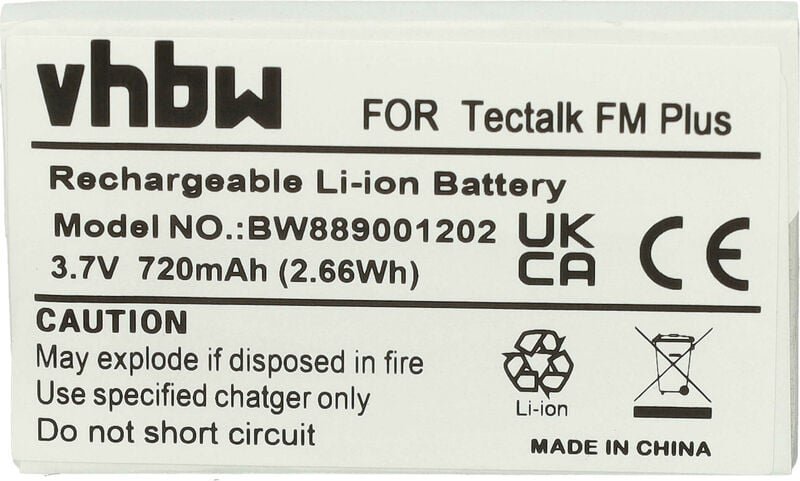 vhbw
FOR Tectalk FM Plus
Rechargeable Li-ion Battery
Model NO.:BW889001202
3.7V 720mAh (2.66Wh)
UK
CA
CE
CAUTION
May explode if disposed in fire
Use specified chatger only
Do not short circuit
Li-ion
MADE IN CHINA